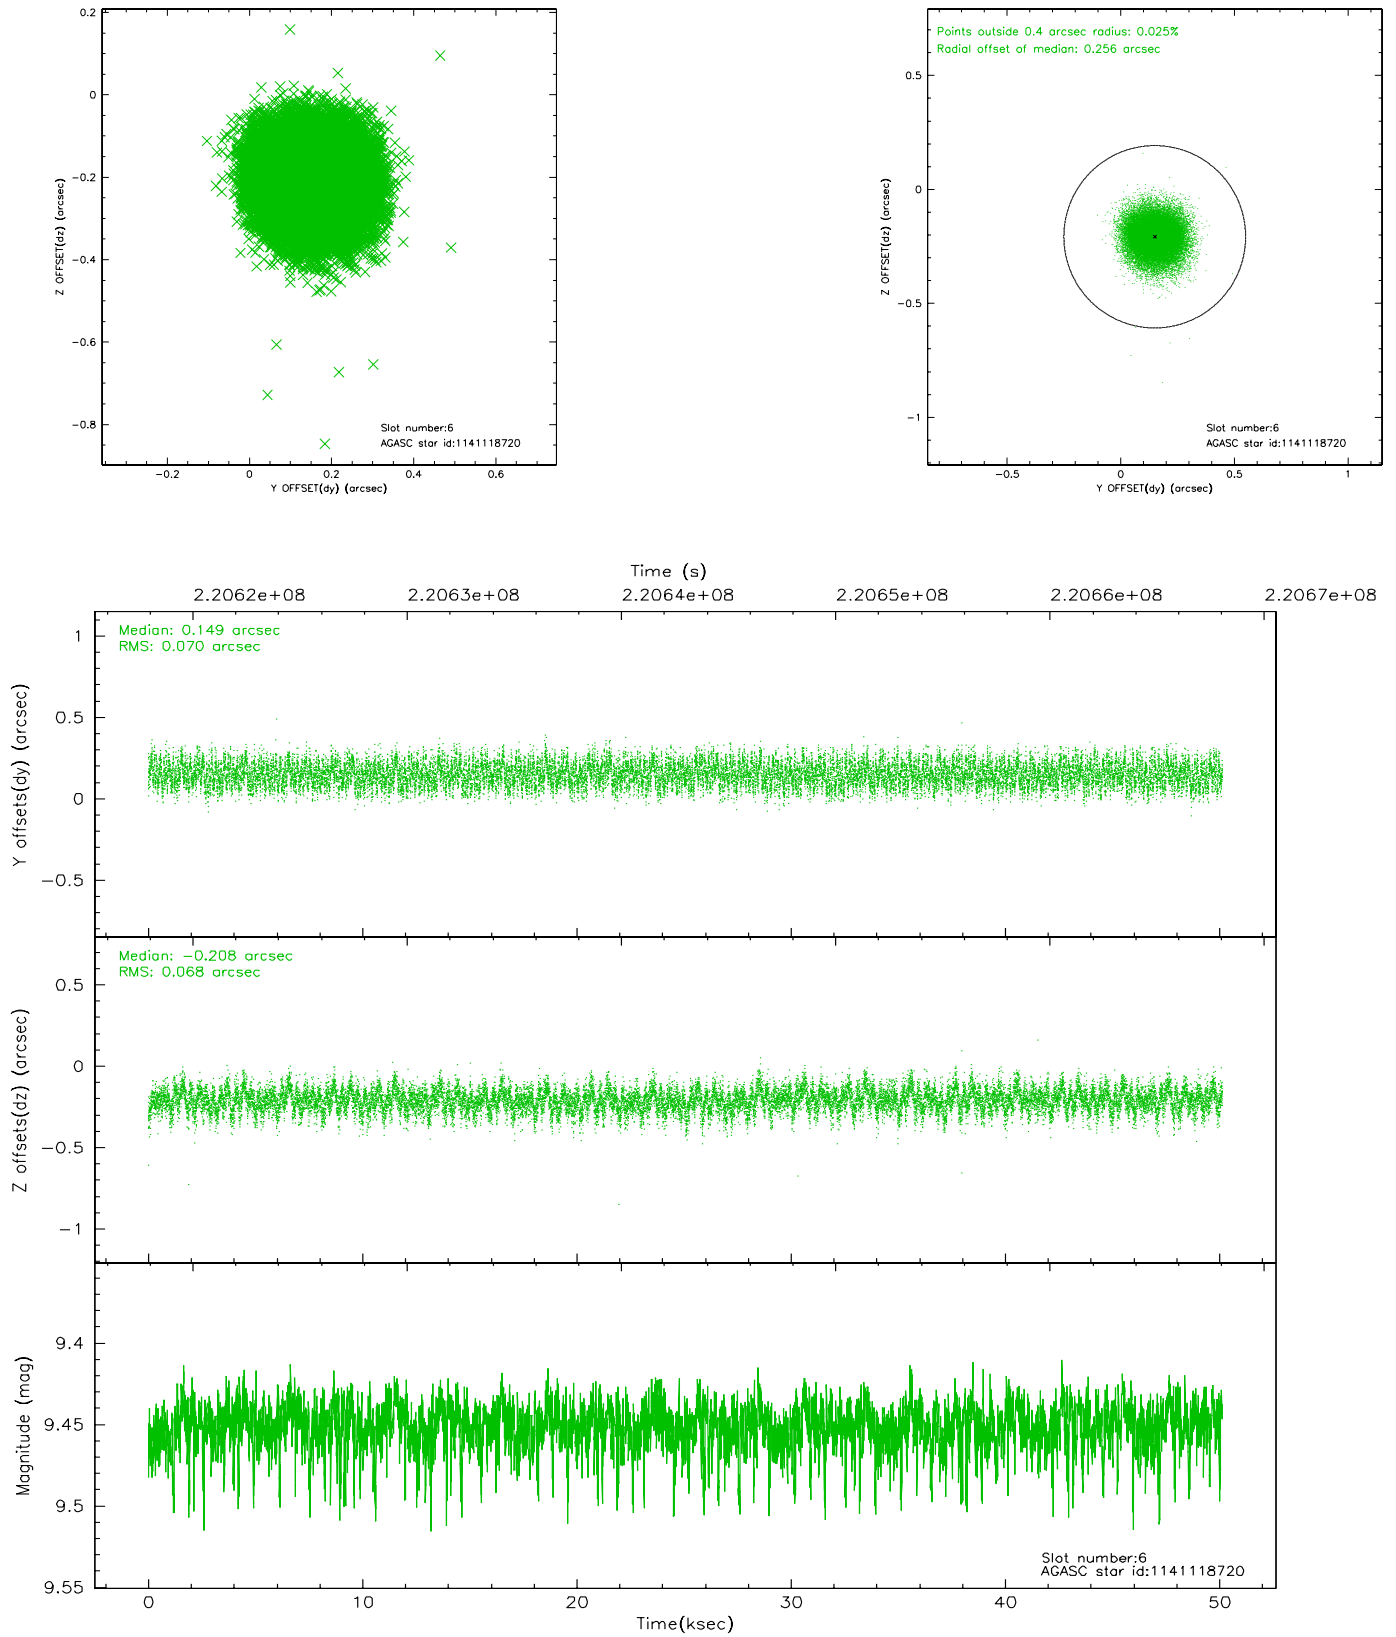 0.2
0
−0.2
−0.4
−0.6
−0.8
Z OFFSET(dz) (arcsec)
Slot number:6
AGASC star id:1141118720
−0.2
0
0.2
0.4
0.6
Y OFFSET(dy) (arcsec)
Points outside 0.4 arcsec radius: 0.025%
Radial offset of median: 0.256 arcsec
0.5
0
−0.5
−1
Z OFFSET(dz) (arcsec)
Slot number:6
AGASC star id:1141118720
−0.5
0
0.5
1
Y OFFSET(dy) (arcsec)
Time (s)
2.2062e+08
2.2063e+08
2.2064e+08
2.2065e+08
2.2066e+08
2.2067e+08
Median: 0.149 arcsec
RMS: 0.070 arcsec
1
0.5
0
−0.5
Y offsets(dy) (arcsec)
Median: −0.208 arcsec
RMS: 0.068 arcsec
0.5
0
−0.5
−1
Z offsets(dz) (arcsec)
9.4
9.45
9.5
9.55
Magnitude (mag)
Slot number:6
AGASC star id:1141118720
0
10
20
30
40
50
Time(ksec)